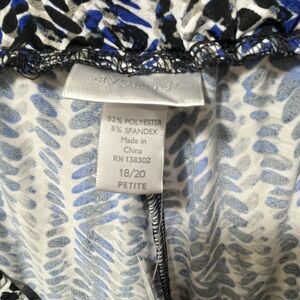 92% POLYESTER
8% SPANDEX
Made in
China
RN 138302
18/20
PETITE